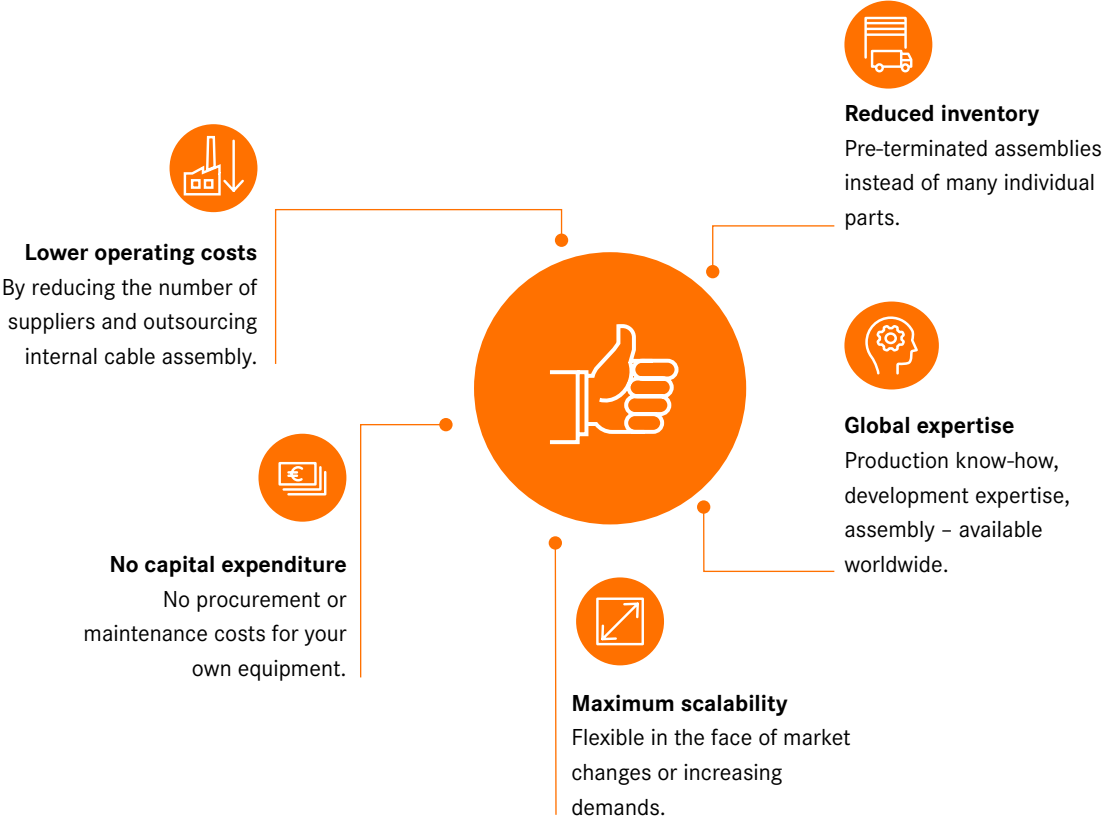 Reduced inventory
Pre-terminated assemblies
instead of many individual
parts.
Lower operating costs
By reducing the number of
suppliers and outsourcing
internal cable assembly.
Global expertise
Production know-how,
development expertise,
assembly – available
worldwide.
€
No capital expenditure
No procurement or
maintenance costs for your
own equipment.
Maximum scalability
Flexible in the face of market
changes or increasing
demands.